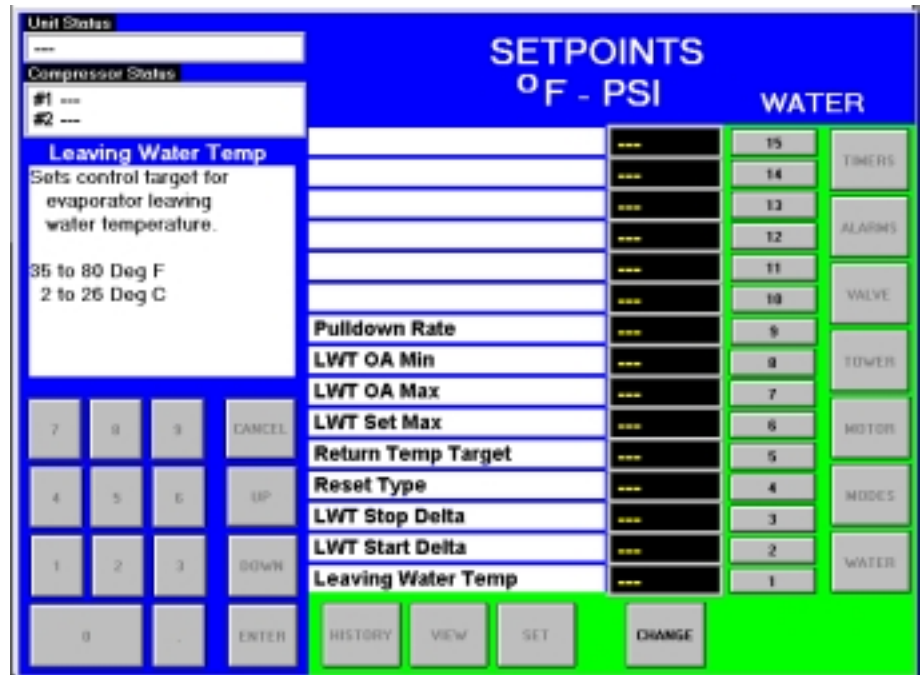 Unit Status
---
Compressor Status
#1 ---
#2 ---
Leaving Water Temp
Sets control target for
evaporator leaving
water temperature.
35 to 80 Deg F
2 to 26 Deg C
7 8 9 CANCEL
4 5 6 UP
1 2 3 DOWN
0 . ENTER
SETPOINTS
ºF - PSI
WATER
--- 15
--- 14
--- 13
--- 12
--- 11
--- 10
Pulldown Rate --- 9
LWT OA Min --- 8
LWT OA Max --- 7
LWT Set Max --- 6
Return Temp Target --- 5
Reset Type --- 4
LWT Stop Delta --- 3
LWT Start Delta --- 2
Leaving Water Temp --- 1
TIMERS
ALARMS
VALVE
TOWER
MOTOR
MODES
WATER
HISTORY VIEW SET CHANGE